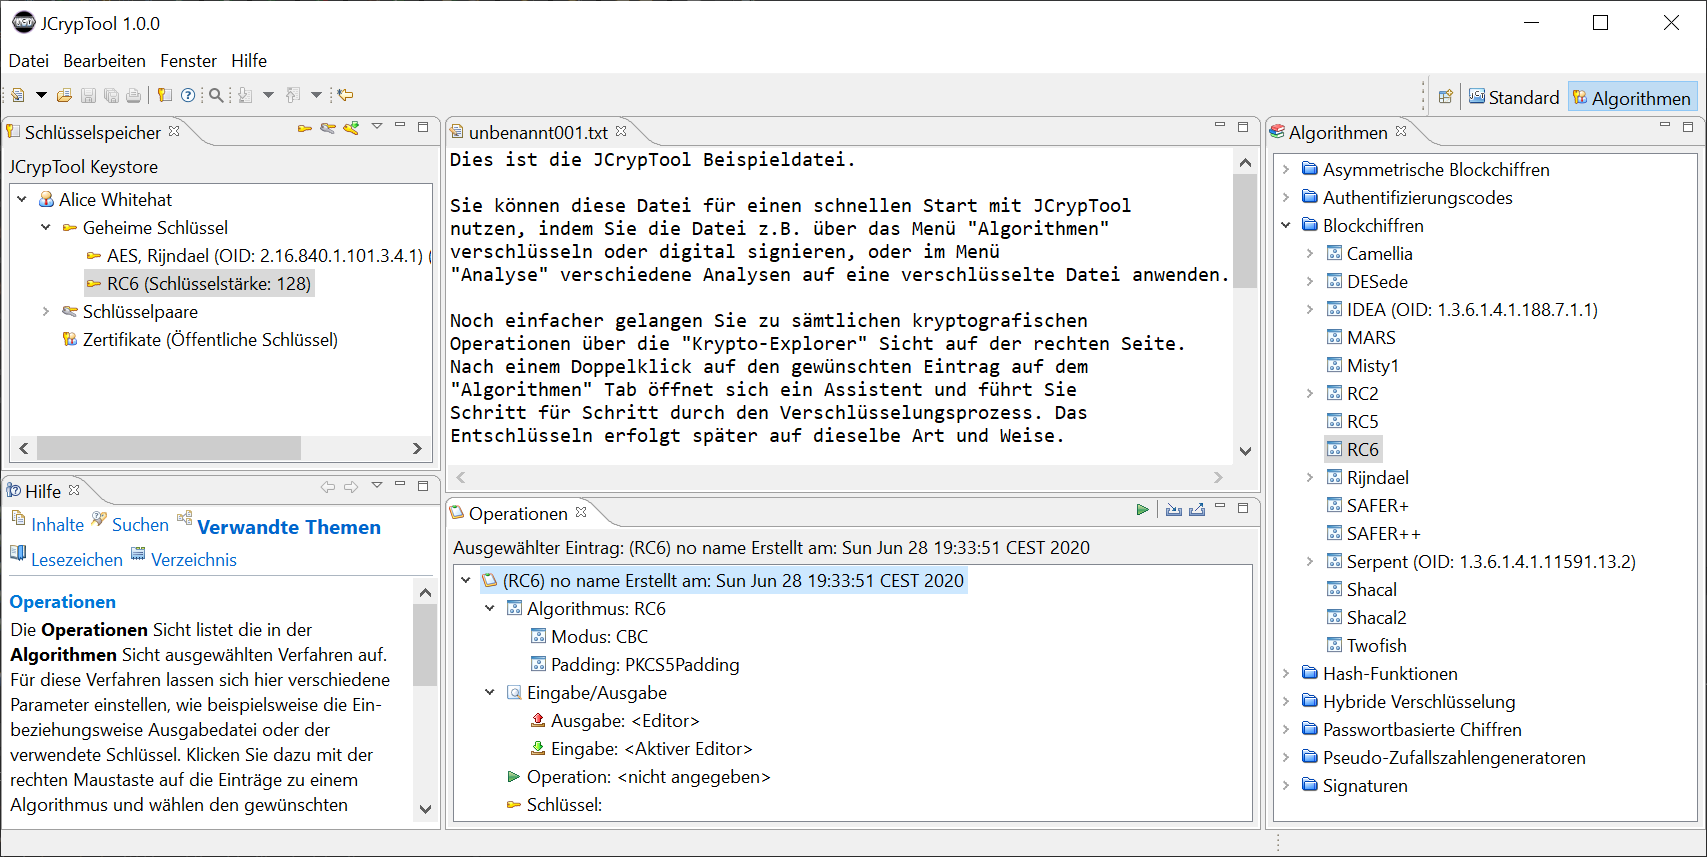 JCrypTool 1.0.0
Datei Bearbeiten Fenster Hilfe
Standard Algorithmen
Schlüsselspeicher
JCrypTool Keystore
Alice Whitehat
Geheime Schlüssel
AES, Rijndael (OID: 2.16.840.1.101.3.4.1) (
RC6 (Schlüsselstärke: 128)
Schlüsselpaare
Zertifikate (Öffentliche Schlüssel)
Hilfe
Inhalte Suchen Verwandte Themen
Lesezeichen Verzeichnis
Operationen
Die Operationen Sicht listet die in der
Algorithmen Sicht ausgewählten Verfahren auf.
Für diese Verfahren lassen sich hier verschiedene
Parameter einstellen, wie beispielsweise die Ein-
beziehungsweise Ausgabedatei oder der
verwendete Schlüssel. Klicken Sie dazu mit der
rechten Maustaste auf die Einträge zu einem
Algorithmus und wählen den gewünschten
unbenannt001.txt
Dies ist die JCrypTool Beispieldatei.
Sie können diese Datei für einen schnellen Start mit JCrypTool
nutzen, indem Sie die Datei z.B. über das Menü "Algorithmen"
verschlüsseln oder digital signieren, oder im Menü
"Analyse" verschiedene Analysen auf eine verschlüsselte Datei anwenden.
Noch einfacher gelangen Sie zu sämtlichen kryptografischen
Operationen über die "Krypto-Explorer" Sicht auf der rechten Seite.
Nach einem Doppelklick auf den gewünschten Eintrag auf dem
"Algorithmen" Tab öffnet sich ein Assistent und führt Sie
Schritt für Schritt durch den Verschlüsselungsprozess. Das
Entschlüsseln erfolgt später auf dieselbe Art und Weise.
Operationen
Ausgewählter Eintrag: (RC6) no name Erstellt am: Sun Jun 28 19:33:51 CEST 2020
(RC6) no name Erstellt am: Sun Jun 28 19:33:51 CEST 2020
Algorithmus: RC6
Modus: CBC
Padding: PKCS5Padding
Eingabe/Ausgabe
Ausgabe: <Editor>
Eingabe: <Aktiver Editor>
Operation: <nicht angegeben>
Schlüssel:
Algorithmen
Asymmetrische Blockchiffren
Authentifizierungscodes
Blockchiffren
Camellia
DESede
IDEA (OID: 1.3.6.1.4.1.188.7.1.1)
MARS
Misty1
RC2
RC5
RC6
Rijndael
SAFER+
SAFER++
Serpent (OID: 1.3.6.1.4.1.11591.13.2)
Shacal
Shacal2
Twofish
Hash-Funktionen
Hybride Verschlüsselung
Passwortbasierte Chiffren
Pseudo-Zufallszahlengeneratoren
Signaturen